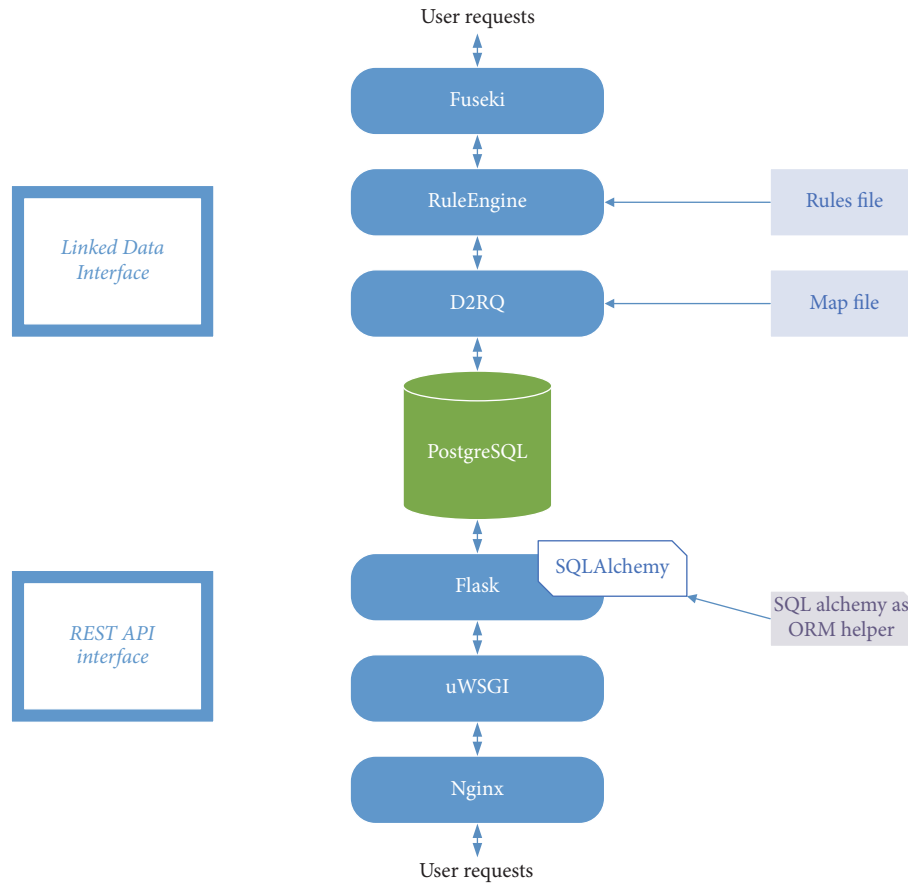 User requests
Fuseki
RuleEngine
Rules file
Linked Data
Interface
D2RQ
Map file
PostgreSQL
SQLAlchemy
Flask
SQL alchemy as
ORM helper
REST API
interface
uWSGI
Nginx
User requests